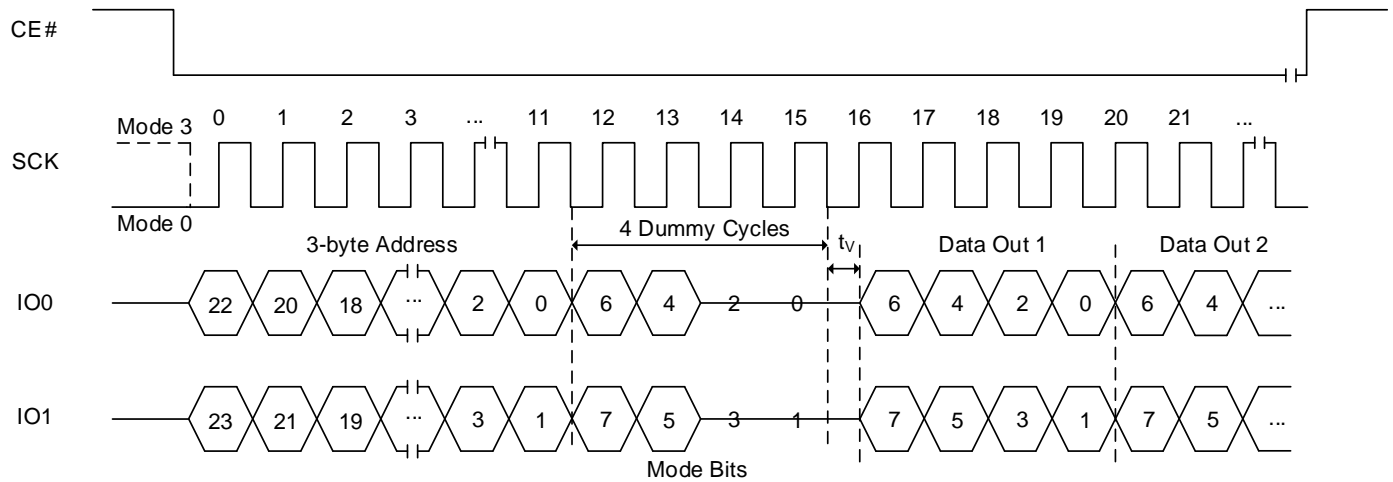 CE#
0 1 2 3 ... 11 12 13 14 15 16 17 18 19 20 21 ...
Mode 3
SCK
Mode 0
3-byte Address 4 Dummy Cycles tV Data Out 1 Data Out 2
IO0 22 20 18 ... 2 0 6 4 2 0 6 4 2 0 6 4 ...
IO1 23 21 19 ... 3 1 7 5 3 1 7 5 3 1 7 5 ...
Mode Bits